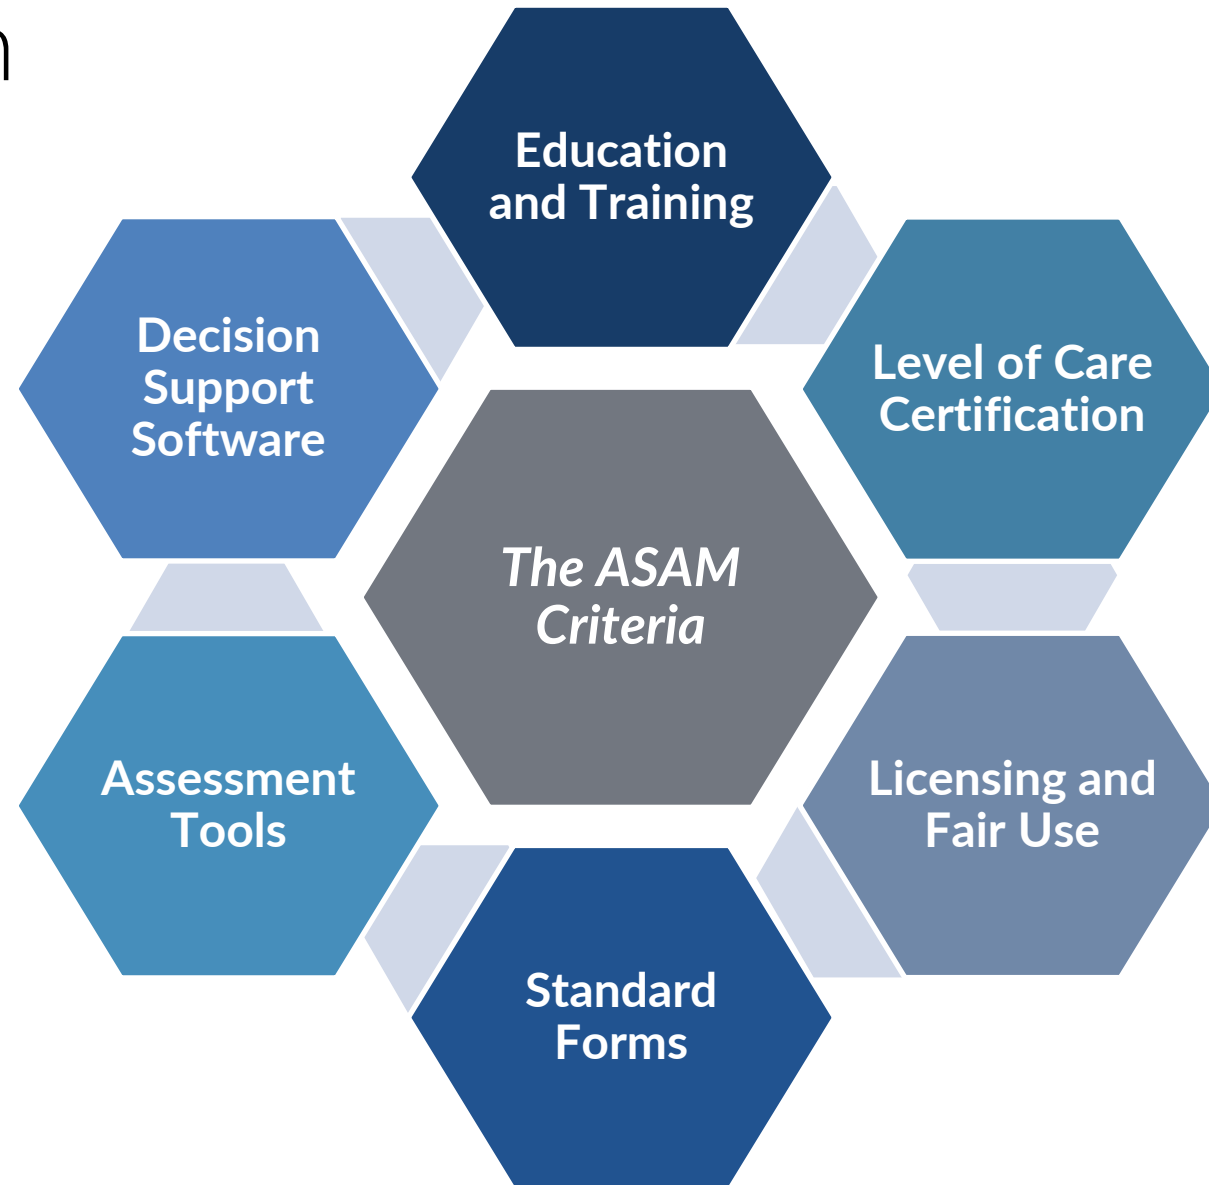 Education
and Training
Level of Care
Certification
Licensing and
Fair Use
Standard
Forms
Assessment
Tools
Decision
Support
Software
The ASAM
Criteria